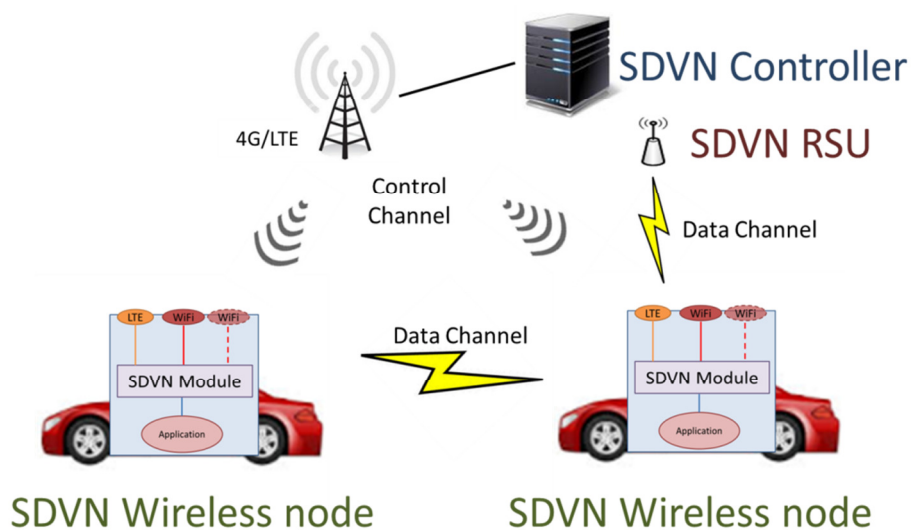 SDVN Controller
4G/LTE
SDVN RSU
Control
Channel
Data Channel
LTE
WiFi
WiFi
SDVN Module
Application
Data Channel
LTE
WiFi
WiFi
SDVN Module
Application
SDVN Wireless node
SDVN Wireless node